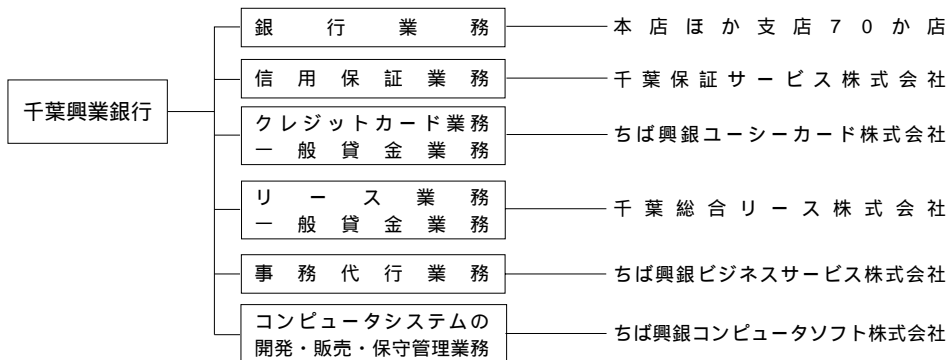 銀行業務
本店ほか支店70か店
信用保証業務
千葉保証サービス株式会社
千葉興業銀行
クレジットカード業務
一般貸金業務
ちば興銀ユーシーカード株式会社
リース業務
一般貸金業務
千葉総合リース株式会社
事務代行業務
ちば興銀ビジネスサービス株式会社
コンピュータシステムの
開発・販売・保守管理業務
ちば興銀コンピュータソフト株式会社